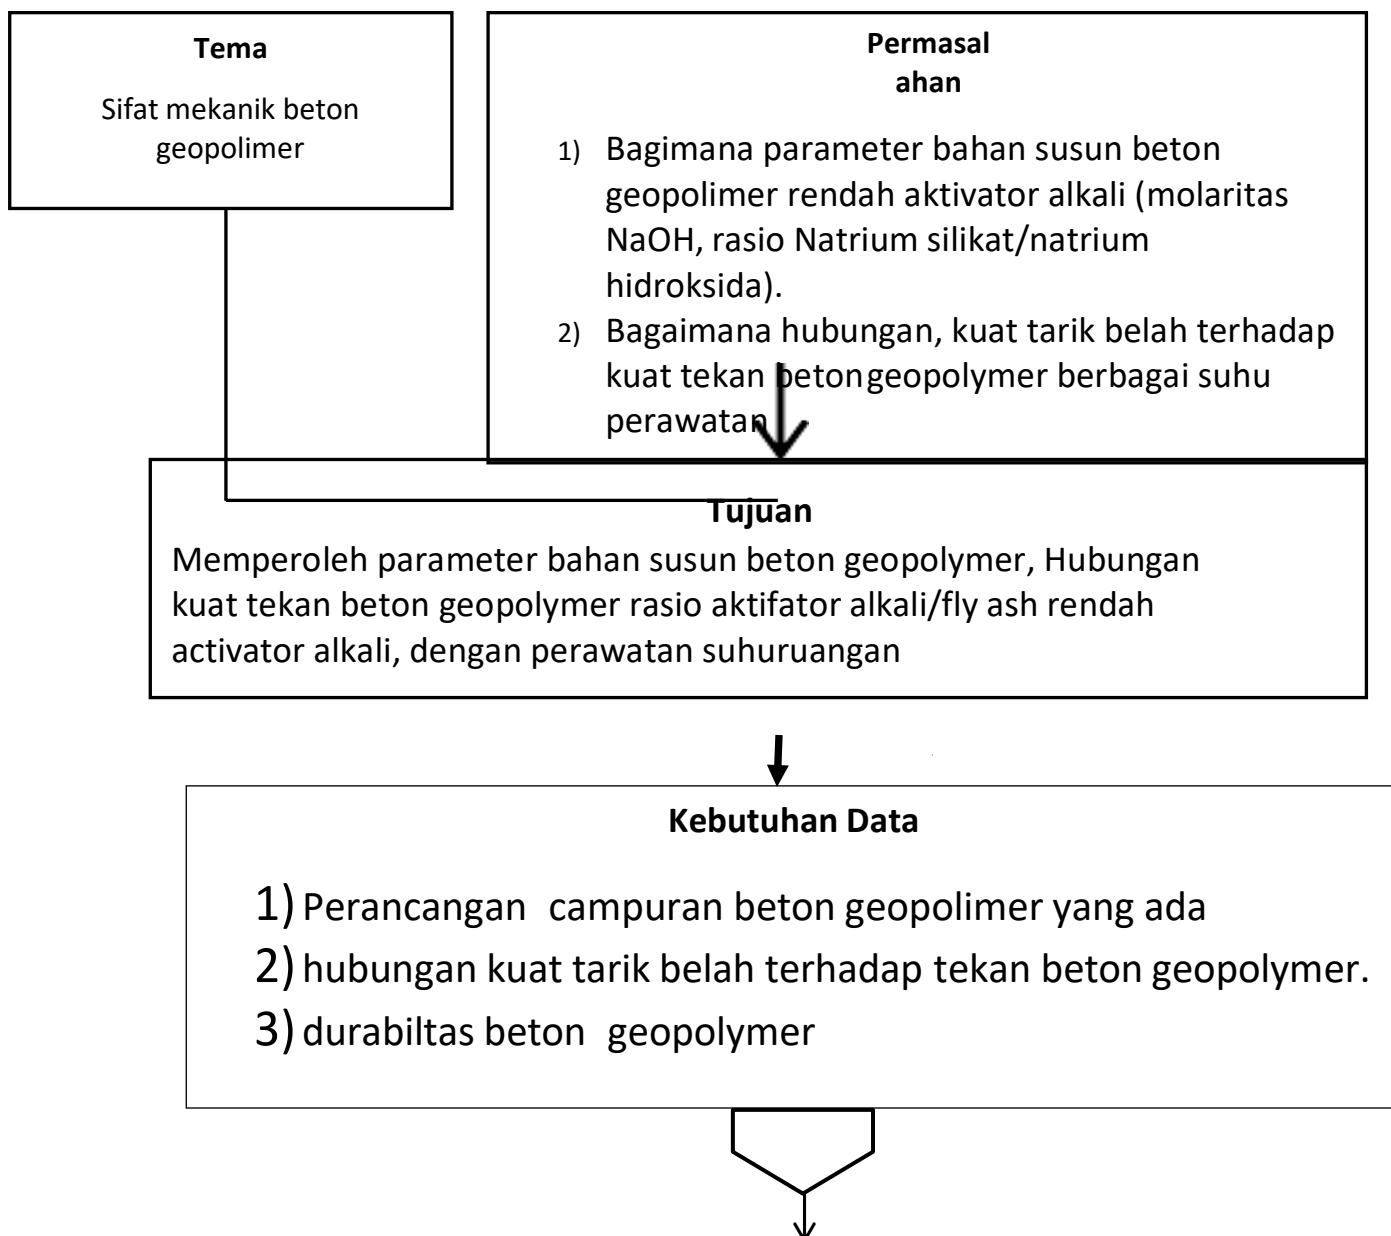 Tema
Sifat mekanik beton
geopolimer
Permasal
ahan
1) Bagimana parameter bahan susun beton
geopolimer rendah aktivator alkali (molaritas
NaOH, rasio Natrium silikat/natrium
hidroksida).
2) Bagaimana hubungan, kuat tarik belah terhadap
kuat tekan beton geopolymer berbagai suhu
perawatan
Tujuan
Memperoleh parameter bahan susun beton geopolymer, Hubungan
kuat tekan beton geopolymer rasio aktifator alkali/fly ash rendah
activator alkali, dengan perawatan suhuruangan
Kebutuhan Data
1) Perancangan campuran beton geopolimer yang ada
2) hubungan kuat tarik belah terhadap tekan beton geopolymer.
3) durabiltas beton geopolymer